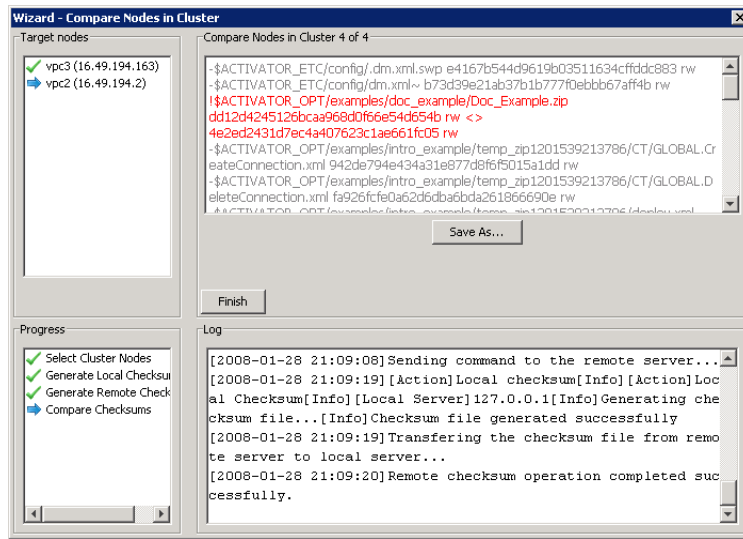 Wizard - Compare Nodes in Cluster
Target nodes
vpc3 (16.49.194.163)
vpc2 (16.49.194.2)
Compare Nodes in Cluster 4 of 4
-$ACTIVATOR_ETC/config/.dm.xml.swp e4167b544d9619b03511634cffddc883 rw
-$ACTIVATOR_ETC/config/dm.xml~ b73d39e21ab37b1b777f0ebbb67aff4b rw
!$ACTIVATOR_OPT/examples/doc_example/Doc_Example.zip
dd12d4245126bcaa968d0f66e54d654b rw <>
4e2ed2431d7ec4a407623c1ae661fc05 rw
-$ACTIVATOR_OPT/examples/intro_example/temp_zip1201539213786/CT/GLOBAL.Cr
eateConnection.xml 942de794e434a31e877d8f6f5015a1dd rw
-$ACTIVATOR_OPT/examples/intro_example/temp_zip1201539213786/CT/GLOBAL.D
eleteConnection.xml fa926fcfe0a62d6dba6bda261866690e rw
-$ACTIVATOR_OPT/examples/intro_example/temp_zip1201539213786/deploy.xml
Save As...
Finish
Progress
Select Cluster Nodes
Generate Local Checksu
Generate Remote Check
Compare Checksums
Log
[2008-01-28 21:09:08]Sending command to the remote server...
[2008-01-28 21:09:19][Action]Local checksum[Info][Action]Loc
al Checksum[Info][Local Server]127.0.0.1[Info]Generating che
cksum file...[Info]Checksum file generated successfully
[2008-01-28 21:09:19]Transfering the checksum file from remo
te server to local server...
[2008-01-28 21:09:20]Remote checksum operation completed suc
cessfully.